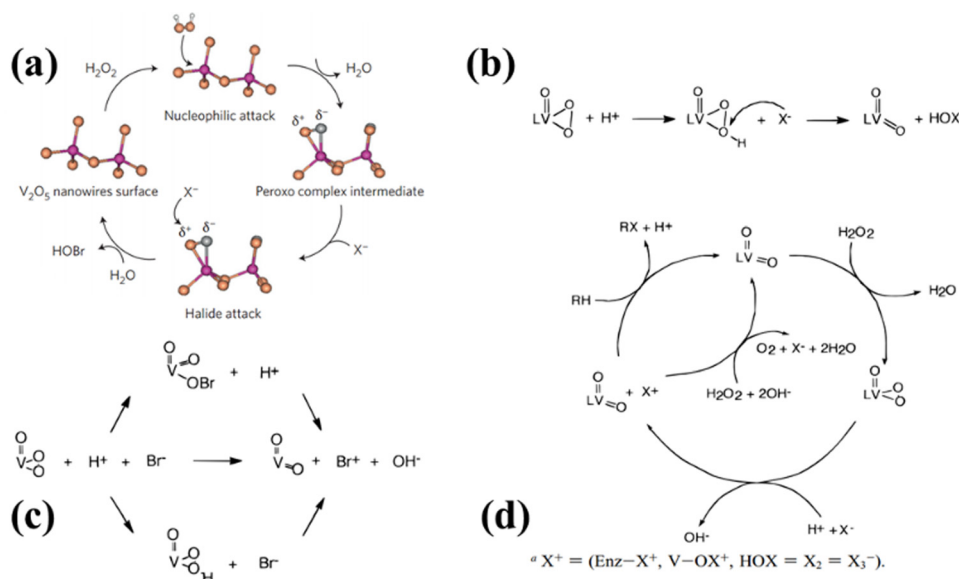 (a)
H₂O₂
H₂O
Nucleophilic attack
δ⁺ δ⁻
V₂O₅ nanowires surface
X⁻
Peroxo complex intermediate
δ⁺ δ⁻
HOBr
H₂O
X⁻
Halide attack
(b)
O
LV O O + H⁺
O
LV O O H + X⁻
O
LV O + HOX
(c)
O
V O OBr + H⁺
O
V O O + H⁺ + Br⁻
O
V O + Br⁺ + OH⁻
O
V O O H + Br⁻
(d)
RX + H⁺
O
LV O
H₂O₂
RH
H₂O
O₂ + X⁻ + 2H₂O
O
LV O + X⁺
H₂O₂ + 2OH⁻
O
LV O O
OH⁻
H⁺ + X⁻
ᵃ X⁺ = (Enz−X⁺, V−OX⁺, HOX = X₂ = X₃⁻).